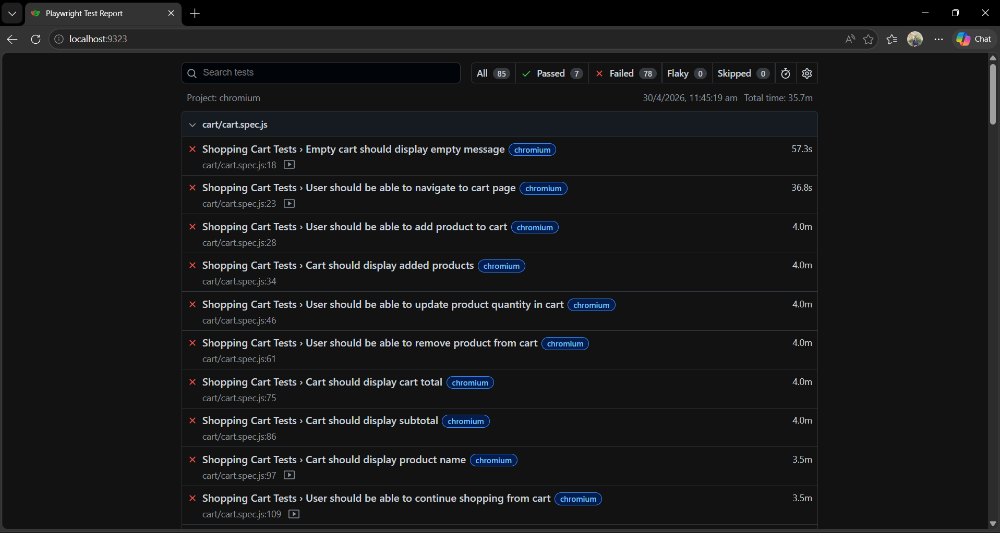 Playwright Test Report
localhost:9323
Chat
Search tests
All 85 Passed 7 Failed 78 Flaky 0 Skipped 0
Project: chromium
30/4/2026, 11:45:19 am Total time: 35.7m
cart/cart.spec.js
Shopping Cart Tests › Empty cart should display empty message chromium 57.3s
cart/cart.spec.js:18
Shopping Cart Tests › User should be able to navigate to cart page chromium 36.8s
cart/cart.spec.js:23
Shopping Cart Tests › User should be able to add product to cart chromium 4.0m
cart/cart.spec.js:28
Shopping Cart Tests › Cart should display added products chromium 4.0m
cart/cart.spec.js:34
Shopping Cart Tests › User should be able to update product quantity in cart chromium 4.0m
cart/cart.spec.js:46
Shopping Cart Tests › User should be able to remove product from cart chromium 4.0m
cart/cart.spec.js:61
Shopping Cart Tests › Cart should display cart total chromium 4.0m
cart/cart.spec.js:75
Shopping Cart Tests › Cart should display subtotal chromium 4.0m
cart/cart.spec.js:86
Shopping Cart Tests › Cart should display product name chromium 3.5m
cart/cart.spec.js:97
Shopping Cart Tests › User should be able to continue shopping from cart chromium 3.5m
cart/cart.spec.js:109